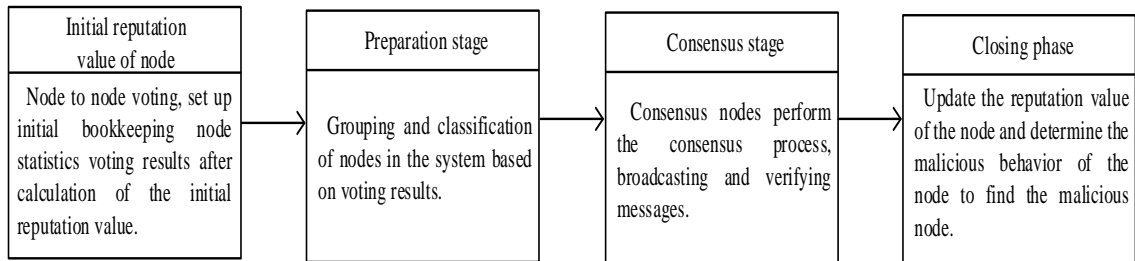 Initial reputation
value of node
Node to node voting, set up
initial bookkeeping node
statistics voting results after
calculation of the initial
reputation value.
Preparation stage
Grouping and classification
of nodes in the system based
on voting results.
Consensus stage
Consensus nodes perform
the consensus process,
broadcasting and verifying
messages.
Closing phase
Update the reputation value
of the node and determine the
malicious behavior of the
node to find the malicious
node.